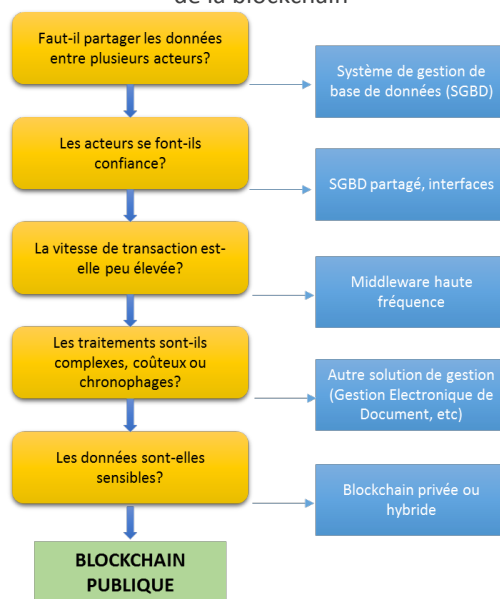 de la blockchain
Faut-il partager les données
entre plusieurs acteurs?
Système de gestion de
base de données (SGBD)
Les acteurs se font-ils
confiance?
SGBD partagé, interfaces
La vitesse de transaction est-
elle peu élevée?
Middleware haute
fréquence
Les traitements sont-ils
complexes, coûteux ou
chronophages?
Autre solution de gestion
(Gestion Electronique de
Document, etc)
Les données sont-elles
sensibles?
Blockchain privée ou
hybride
BLOCKCHAIN
PUBLIQUE